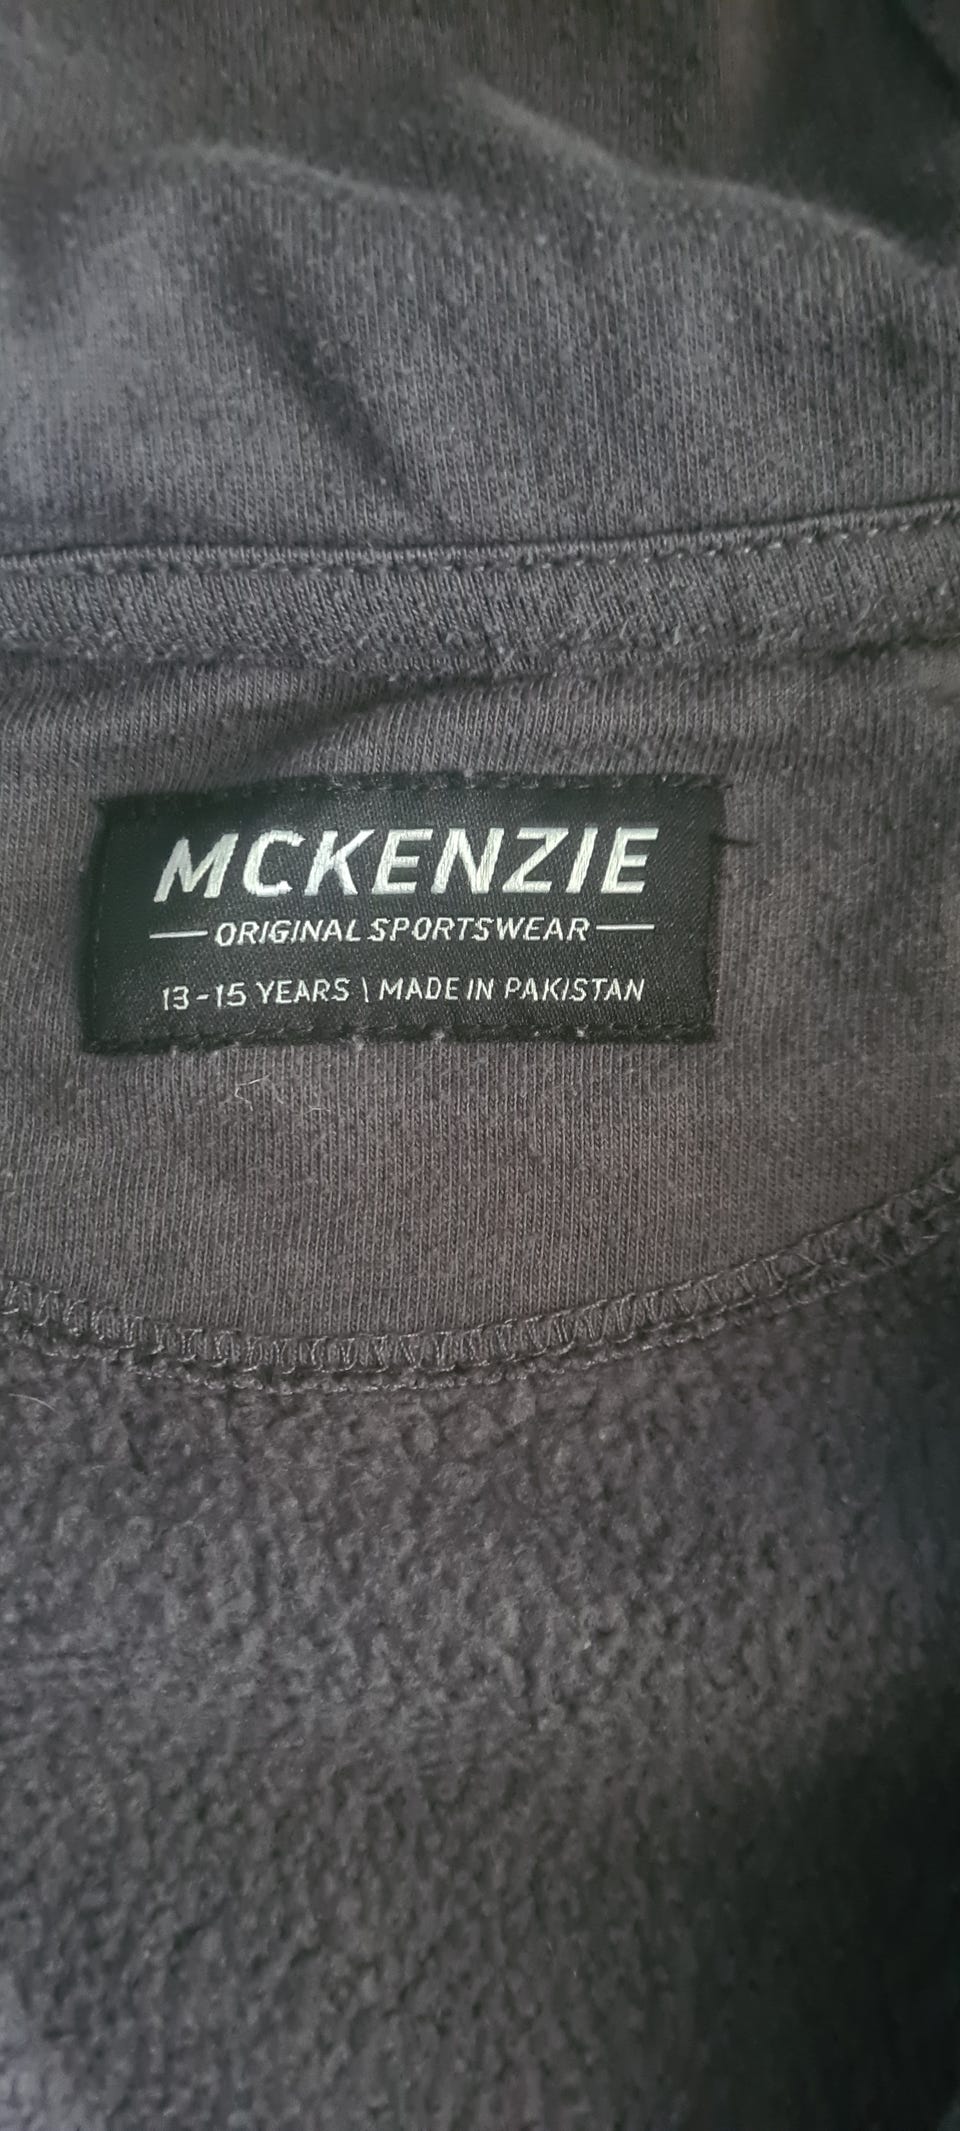 MCKENZIE
ORIGINAL SPORTSWEAR
13-15 YEARS \ MADE IN PAKISTAN